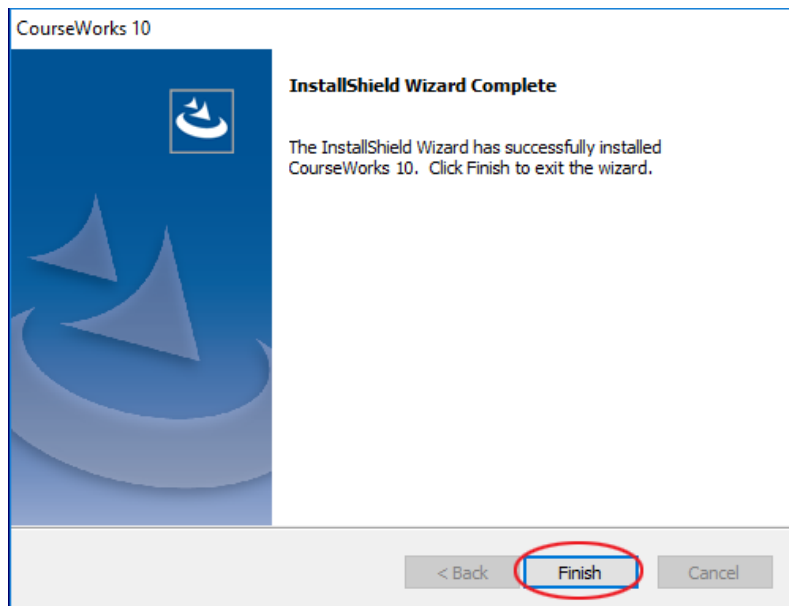 CourseWorks 10
InstallShield Wizard Complete
The InstallShield Wizard has successfully installed
CourseWorks 10.  Click Finish to exit the wizard.
< Back
Finish
Cancel